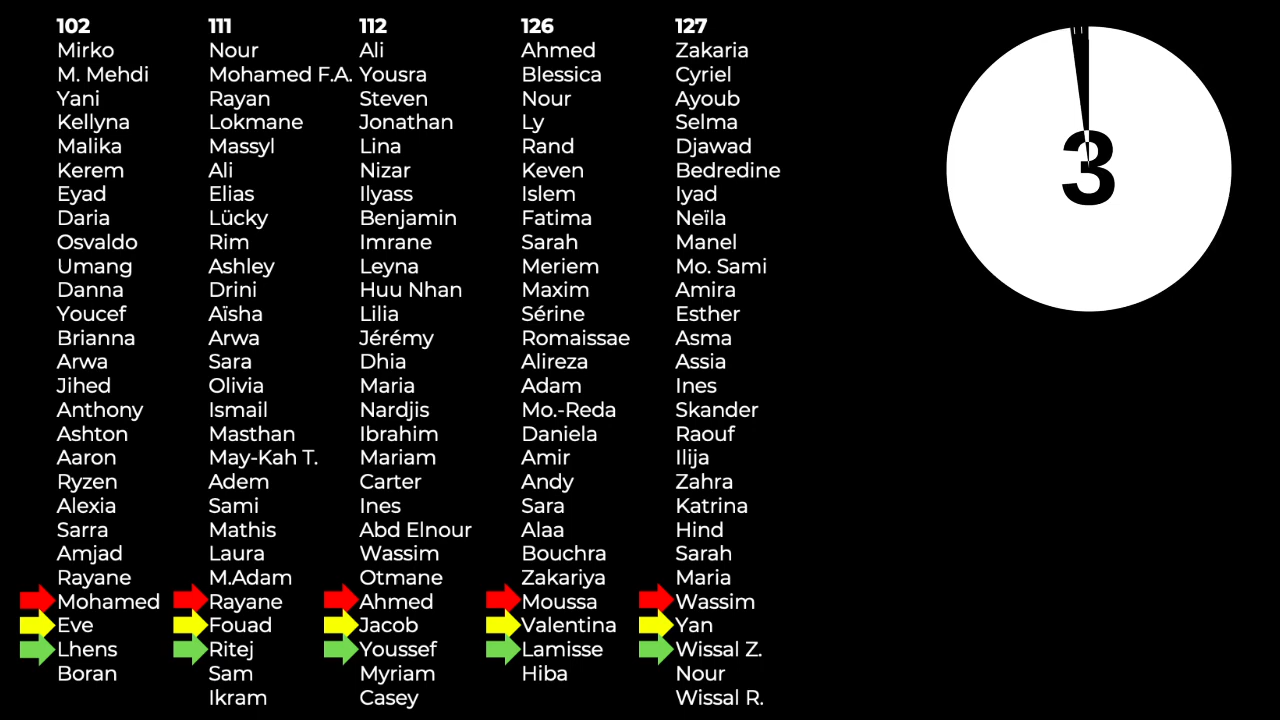 102
Mirko
M. Mehdi
Yani
Kellyna
Malika
Kerem
Eyad
Daria
Osvaldo
Umang
Danna
Youcef
Brianna
Arwa
Jihed
Anthony
Ashton
Aaron
Ryzen
Alexia
Sarra
Amjad
Rayane
Mohamed
Eve
Lhens
Boran
111
Nour
Mohamed F.A.
Rayan
Lokmane
Massyl
Ali
Elias
Lücky
Rim
Ashley
Drini
Aïsha
Arwa
Sara
Olivia
Ismail
Masthan
May-Kah T.
Adem
Sami
Mathis
Laura
M.Adam
Rayane
Fouad
Ritej
Sam
Ikram
112
Ali
Yousra
Steven
Jonathan
Lina
Nizar
Ilyass
Benjamin
Imrane
Leyna
Huu Nhan
Lilia
Jérémy
Dhia
Maria
Nardjis
Ibrahim
Mariam
Carter
Ines
Abd Elnour
Wassim
Otmane
Ahmed
Jacob
Youssef
Myriam
Casey
126
Ahmed
Blessica
Nour
Ly
Rand
Keven
Islem
Fatima
Sarah
Meriem
Maxim
Sérine
Romaissae
Alireza
Adam
Mo.-Reda
Daniela
Amir
Andy
Sara
Alaa
Bouchra
Zakariya
Moussa
Valentina
Lamisse
Hiba
127
Zakaria
Cyriel
Ayoub
Selma
Djawad
Bedredine
Iyad
Neïla
Manel
Mo. Sami
Amira
Esther
Asma
Assia
Ines
Skander
Raouf
Ilija
Zahra
Katrina
Hind
Sarah
Maria
Wassim
Yan
Wissal Z.
Nour
Wissal R.
3